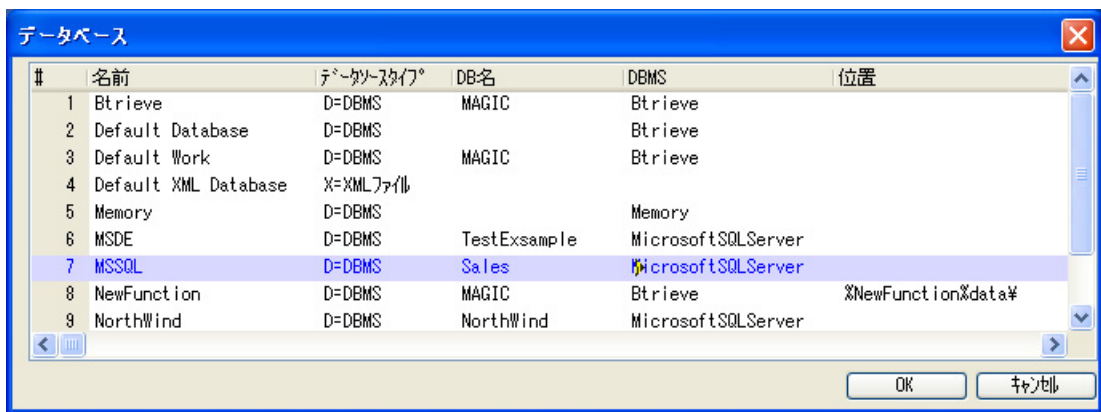 データベース
# 名前 ﾃﾞｰﾀｿｰｽﾀｲﾌﾟ DB名 DBMS 位置
1 Btrieve D=DBMS MAGIC Btrieve
2 Default Database D=DBMS Btrieve
3 Default Work D=DBMS MAGIC Btrieve
4 Default XML Database X=XMLﾌｧｲﾙ
5 Memory D=DBMS Memory
6 MSDE D=DBMS TestExsample MicrosoftSQLServer
7 MSSQL D=DBMS Sales MicrosoftSQLServer
8 NewFunction D=DBMS MAGIC Btrieve %NewFunction%data¥
9 NorthWind D=DBMS NorthWind MicrosoftSQLServer
OK ｷｬﾝｾﾙ